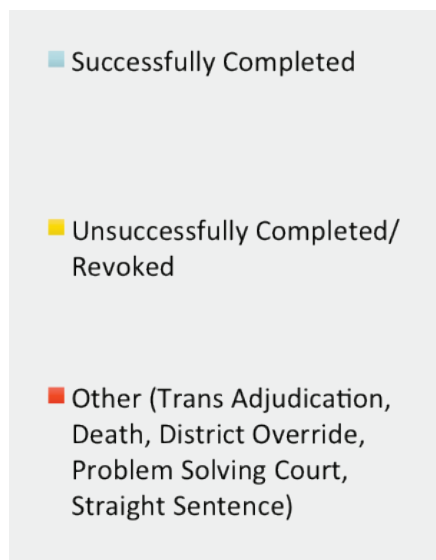 Successfully Completed
Unsuccessfully Completed/
Revoked
Other (Trans Adjudication,
Death, District Override,
Problem Solving Court,
Straight Sentence)